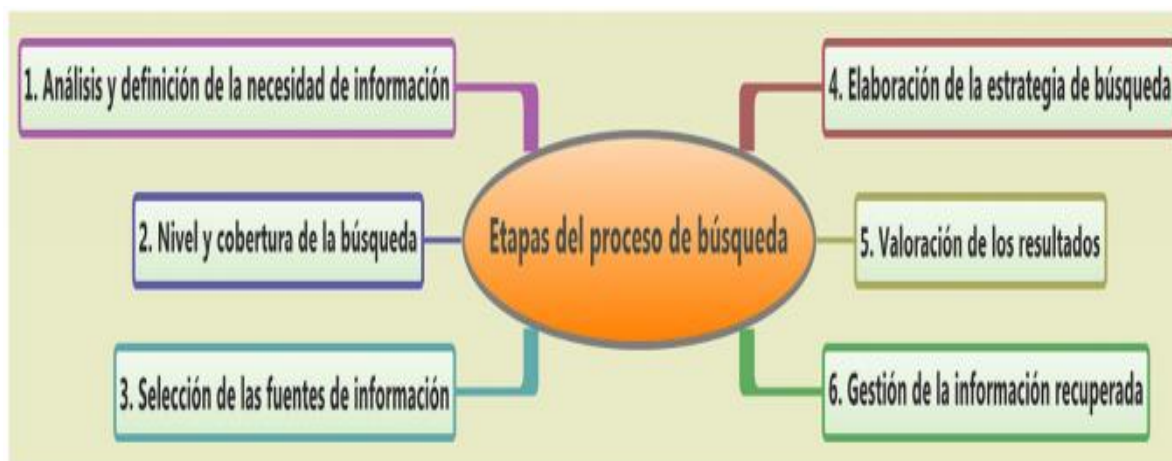 1. Análisis y definición de la necesidad de información
2. Nivel y cobertura de la búsqueda
3. Selección de las fuentes de información
Etapas del proceso de búsqueda
4. Elaboración de la estrategia de búsqueda
5. Valoración de los resultados
6. Gestión de la información recuperada